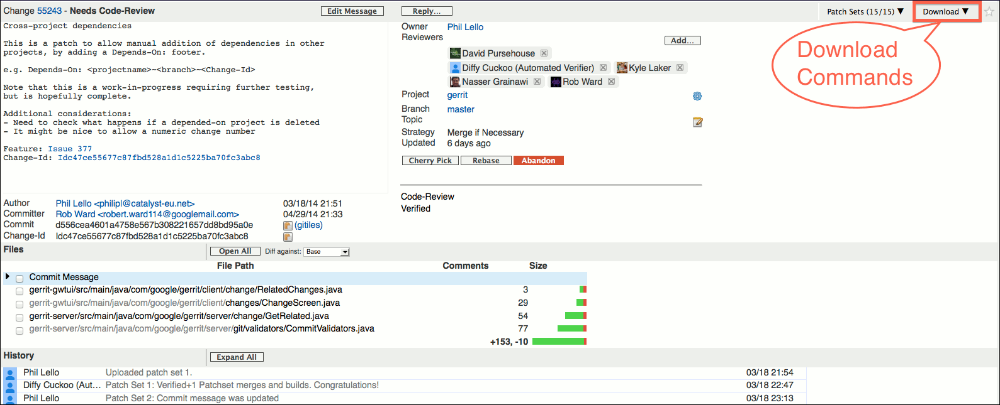 Change 55243 - Needs Code-Review
Edit Message
Reply...
Patch Sets (15/15) ▼
Download ▼
Cross-project dependencies
This is a patch to allow manual addition of dependencies in other
projects, by adding a Depends-On: footer.
e.g. Depends-On: <projectname>~<branch>~<Change-Id>
Note that this is a work-in-progress requiring further testing,
but is hopefully complete.
Additional considerations:
- Need to check what happens if a depended-on project is deleted
- It might be nice to allow a numeric change number
Feature: Issue 377
Change-Id: Idc47ce55677c87fbd528a1d1c5225ba70fc3abc8
Owner Phil Lello
Reviewers
Add...
David Pursehouse
Diffy Cuckoo (Automated Verifier) Kyle Laker
Nasser Grainawi Rob Ward
Project gerrit
Branch master
Topic
Strategy Merge if Necessary
Updated 6 days ago
Cherry Pick Rebase Abandon
Code-Review
Verified
Download
Commands
Author Phil Lello <philipl@catalyst-eu.net> 03/18/14 21:51
Committer Rob Ward <robert.ward114@googlemail.com> 04/29/14 21:33
Commit d556cea4601a4758e567b308221657dd8bd95a0e (gitiles)
Change-Id Idc47ce55677c87fbd528a1d1c5225ba70fc3abc8
Files Open All Diff against: Base
File Path Comments Size
Commit Message
gerrit-gwtui/src/main/java/com/google/gerrit/client/change/RelatedChanges.java 3
gerrit-gwtui/src/main/java/com/google/gerrit/client/changes/ChangeScreen.java 29
gerrit-server/src/main/java/com/google/gerrit/server/change/GetRelated.java 54
gerrit-server/src/main/java/com/google/gerrit/server/git/validators/CommitValidators.java 77
+153, -10
History Expand All
Phil Lello Uploaded patch set 1. 03/18 21:54
Diffy Cuckoo (Aut... Patch Set 1: Verified+1 Patchset merges and builds. Congratulations! 03/18 22:47
Phil Lello Patch Set 2: Commit message was updated 03/18 23:13